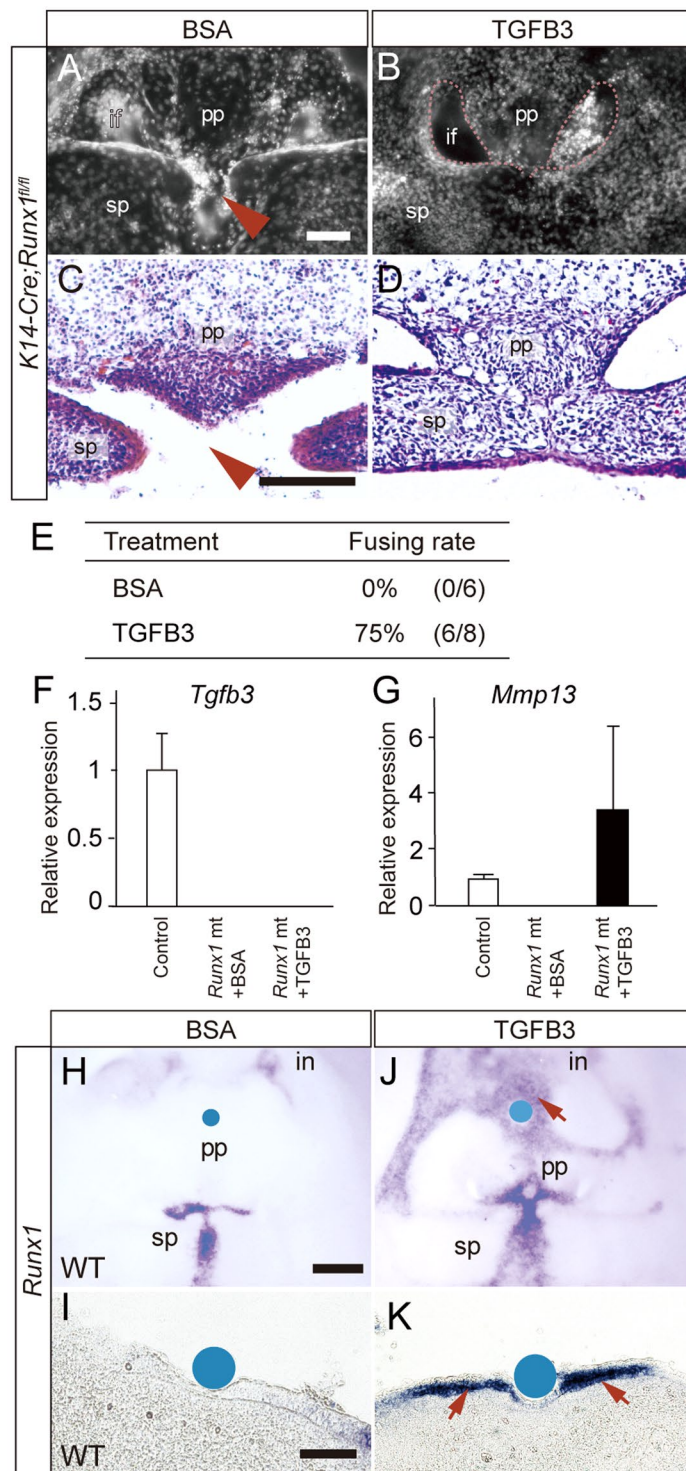 BSA
TGFB3
K14-Cre;Runx1fl/fl
A
if
pp
sp
B
if
pp
sp
C
pp
sp
D
pp
sp
E
Treatment
Fusing rate
BSA
0% (0/6)
TGFB3
75% (6/8)
F
Tgfb3
Relative expression
1.5
1
0.5
0
Control
Runx1 mt
+BSA
Runx1 mt
+TGFB3
G
Mmp13
Relative expression
6
4
2
0
Control
Runx1 mt
+BSA
Runx1 mt
+TGFB3
BSA
TGFB3
Runx1
H
in
pp
sp
WT
J
in
pp
sp
I
WT
K